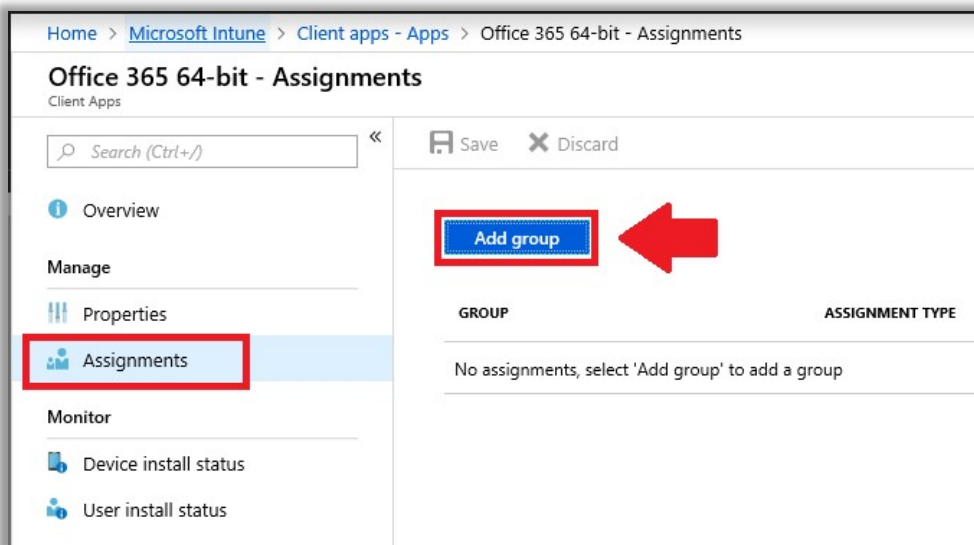 Home > Microsoft Intune > Client apps - Apps > Office 365 64-bit - Assignments
Office 365 64-bit - Assignments
Client Apps
Search (Ctrl+/)
«
Save
Discard
Overview
Add group
Manage
Properties
GROUP
ASSIGNMENT TYPE
Assignments
No assignments, select 'Add group' to add a group
Monitor
Device install status
User install status